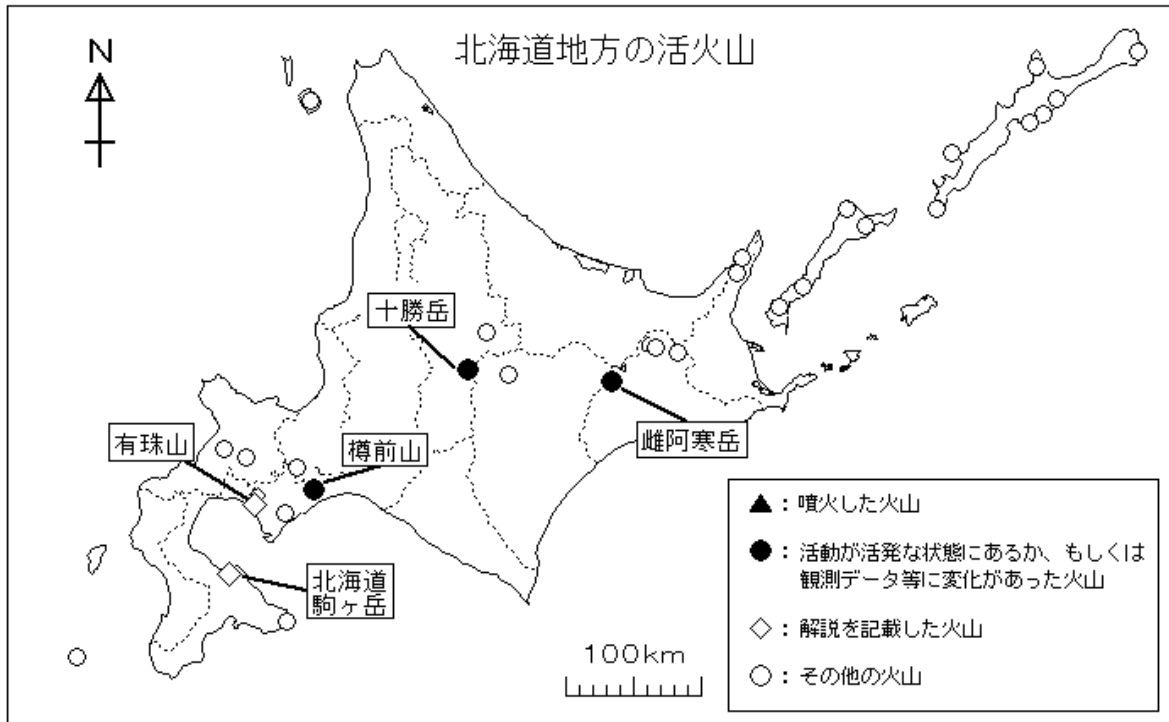 北海道地方の活火山
N
十勝岳
有珠山
樽前山
雌阿寒岳
北海道
駒ヶ岳
100km
▲：噴火した火山
●：活動が活発な状態にあるか、もしくは
観測データ等に変化があった火山
◇：解説を記載した火山
○：その他の火山